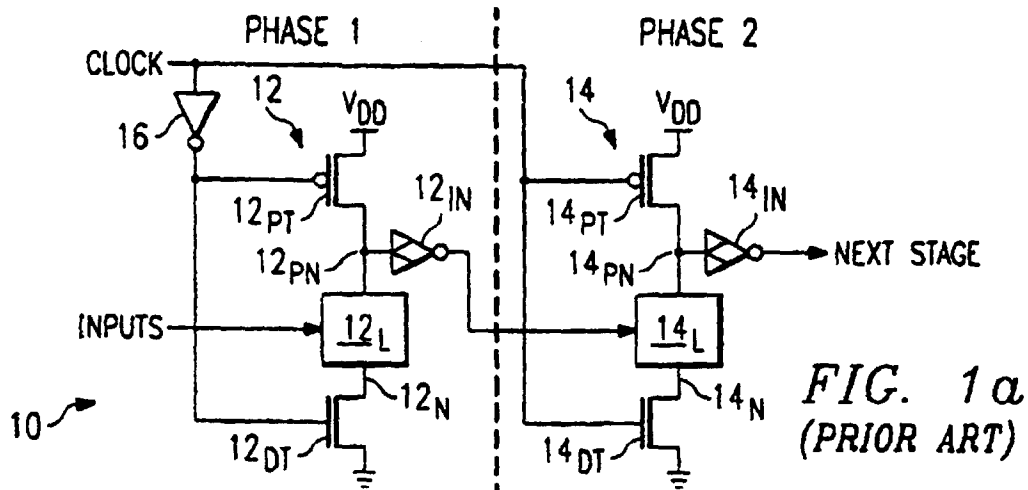 PHASE 1
PHASE 2
CLOCK
12
VDD
14
VDD
16
12PT
12IN
14PT
14IN
12PN
14PN
NEXT STAGE
INPUTS
12L
14L
12N
14N
10
12DT
14DT
FIG. 1a
(PRIOR ART)